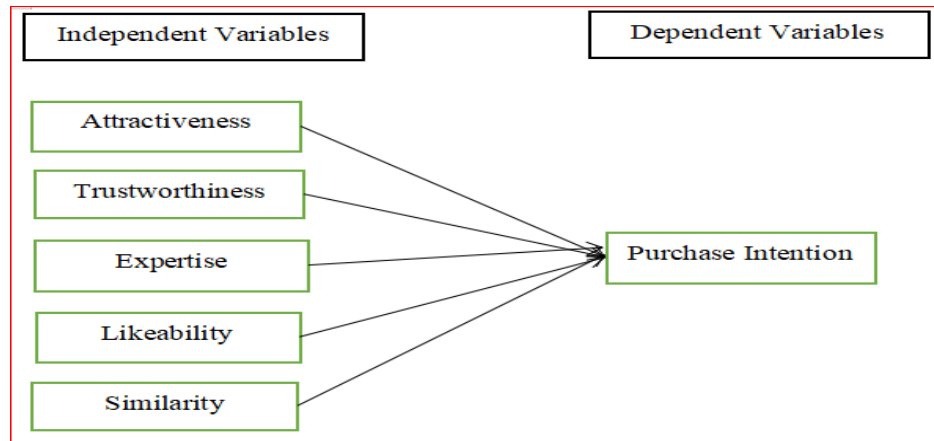 Independent Variables
Dependent Variables
Attractiveness
Trustworthiness
Expertise
Purchase Intention
Likeability
Similarity